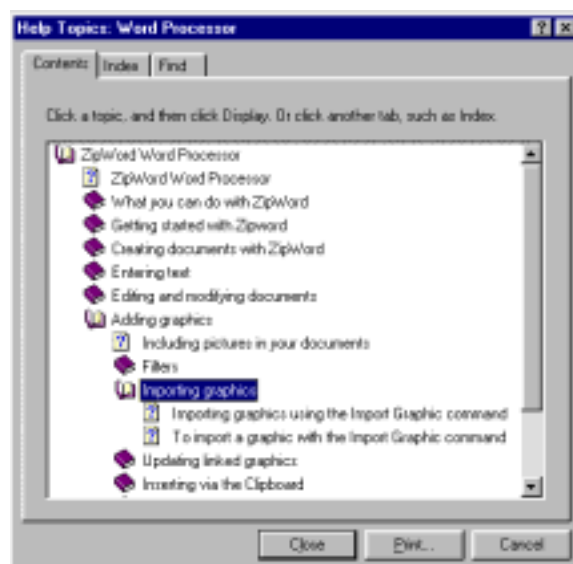 Help Topics: Word Processor
Contents Index Find
Click a topic, and then click Display. Or click another tab, such as Index.
ZipWord Word Processor
ZipWord Word Processor
What you can do with ZipWord
Getting started with Zipword
Creating documents with ZipWord
Entering text
Editing and modifying documents
Adding graphics
Including pictures in your documents
Filters
Importing graphics
Importing graphics using the Import Graphic command
To import a graphic with the Import Graphic command
Updating linked graphics
Inserting via the Clipboard
Close Print... Cancel